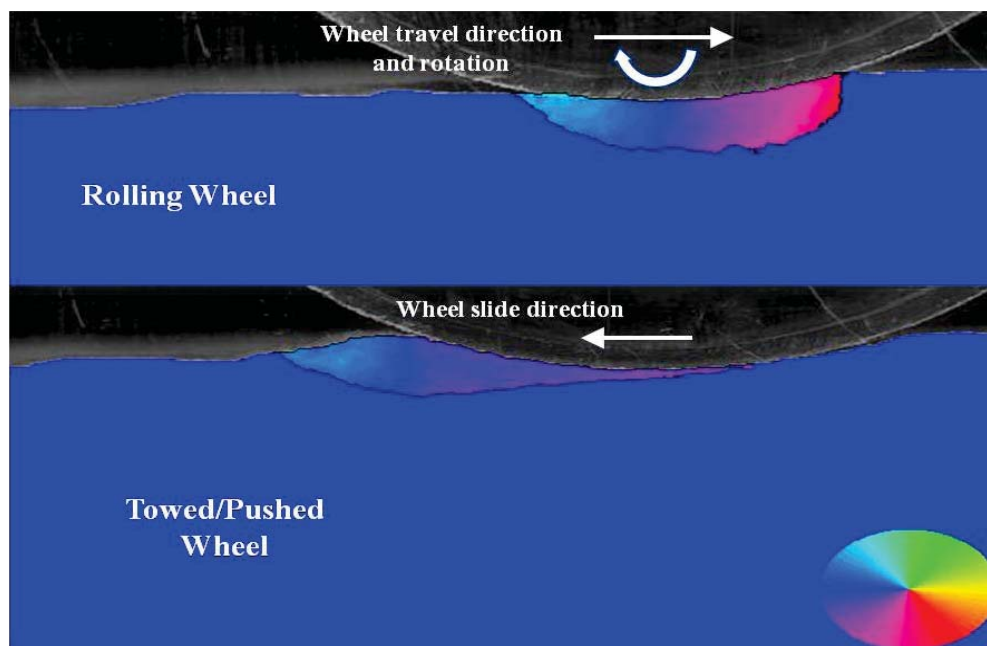 Wheel travel direction
and rotation
Rolling Wheel
Wheel slide direction
Towed/Pushed
Wheel